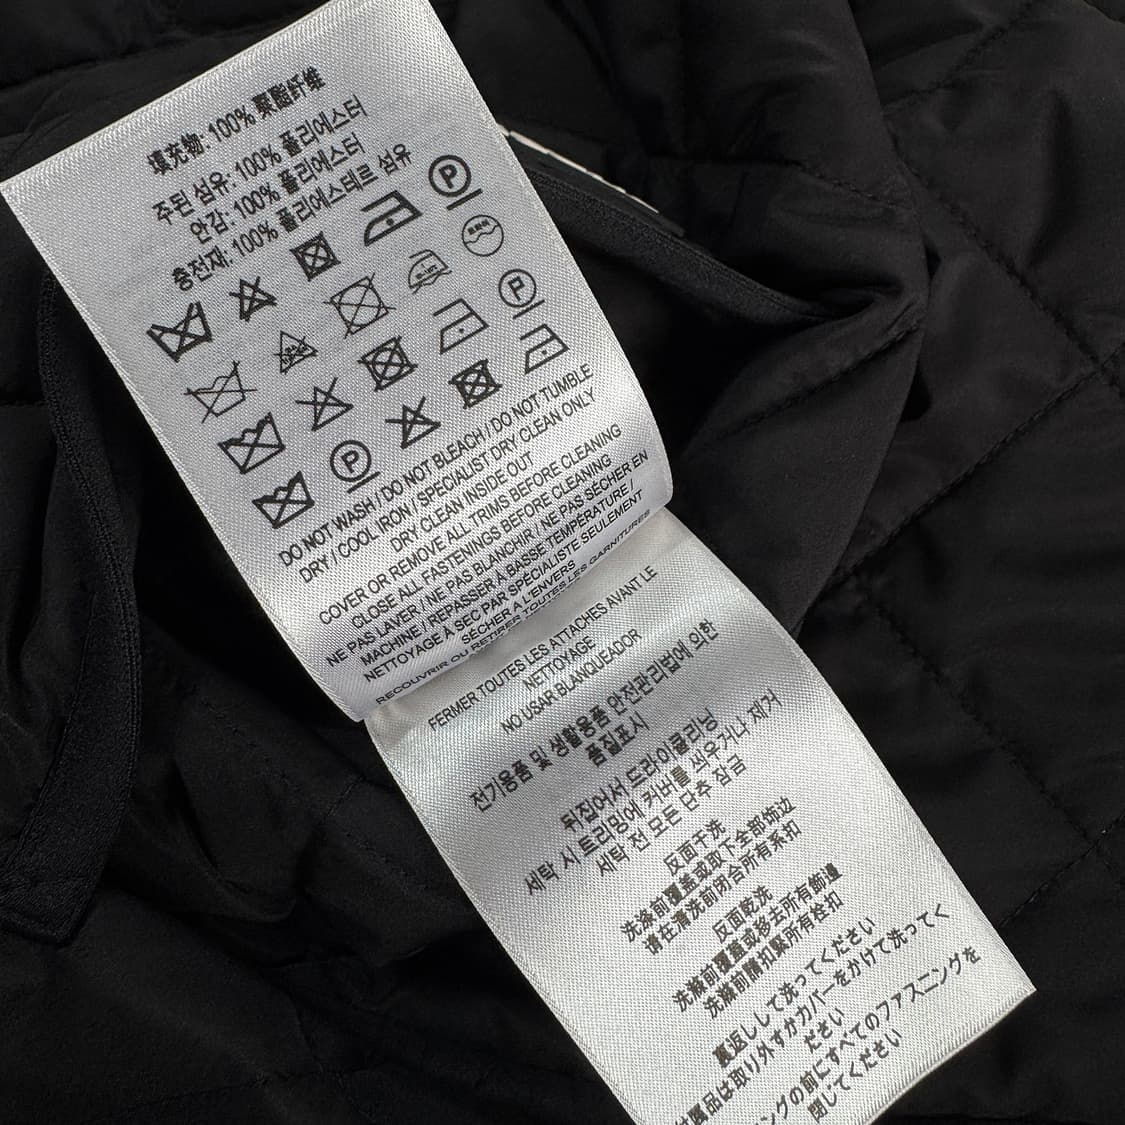 填充物: 100% 聚酯纤维
주된 섬유: 100% 폴리에스터
안감: 100% 폴리에스터
충전재: 100% 폴리에스테르 섬유
P
P
P
DO NOT WASH / DO NOT BLEACH / DO NOT TUMBLE
DRY / COOL IRON / SPECIALIST DRY CLEAN ONLY
DRY CLEAN INSIDE OUT
COVER OR REMOVE ALL TRIMS BEFORE CLEANING
CLOSE ALL FASTENINGS BEFORE CLEANING
NE PAS LAVER / NE PAS BLANCHIR / NE PAS SÉCHER EN
MACHINE / REPASSER À BASSE TEMPÉRATURE /
NETTOYAGE À SEC PAR SPÉCIALISTE SEULEMENT
SÉCHER À L'ENVERS
RECOUVRIR OU RETIRER TOUTES LES GARNITURES
FERMER TOUTES LES ATTACHES AVANT LE
NETTOYAGE
NO USAR BLANQUEADOR
전기용품 및 생활용품 안전관리법에 의한
품질표시
뒤집어서 드라이클리닝
세탁 시 트리밍에 커버를 씌우거나 제거
세탁 전 모든 단추 잠금
反面干洗
洗涤前覆盖或取下全部饰边
请在清洗前闭合所有系扣
反面乾洗
洗滌前覆蓋或移去所有飾邊
洗滌前請扣緊所有栓扣
裏返しして洗ってください
属品は取り外すかカバーをかけて洗ってく
ださい
ングの前にすべてのファスニングを
閉じてください